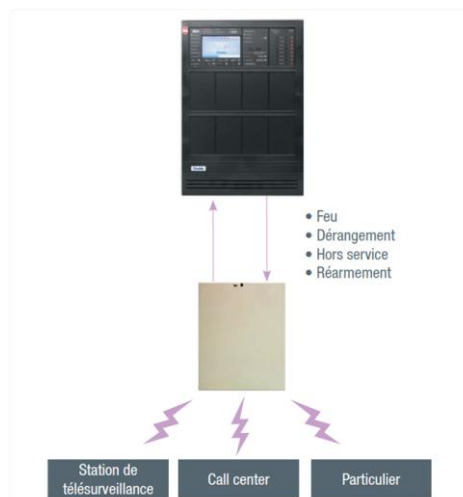 • Feu
• Dérangement
• Hors service
• Réarmement
Station de
télésurveillance
Call center
Particulier